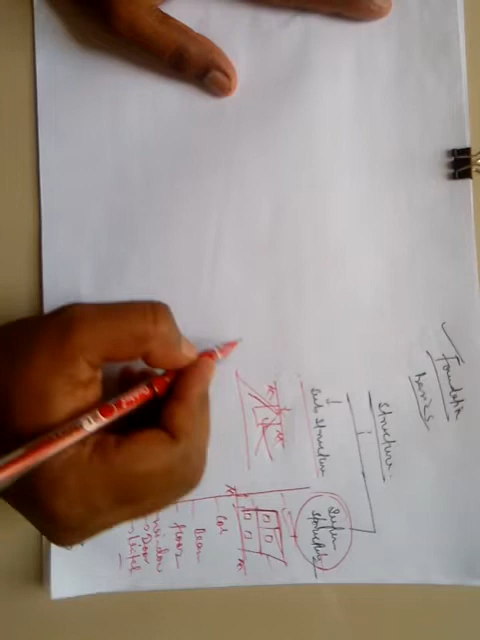 Foundation
Basics
Structure.
Sub structure
Super
structure
Col
Beam
floor
window
Door
lintel